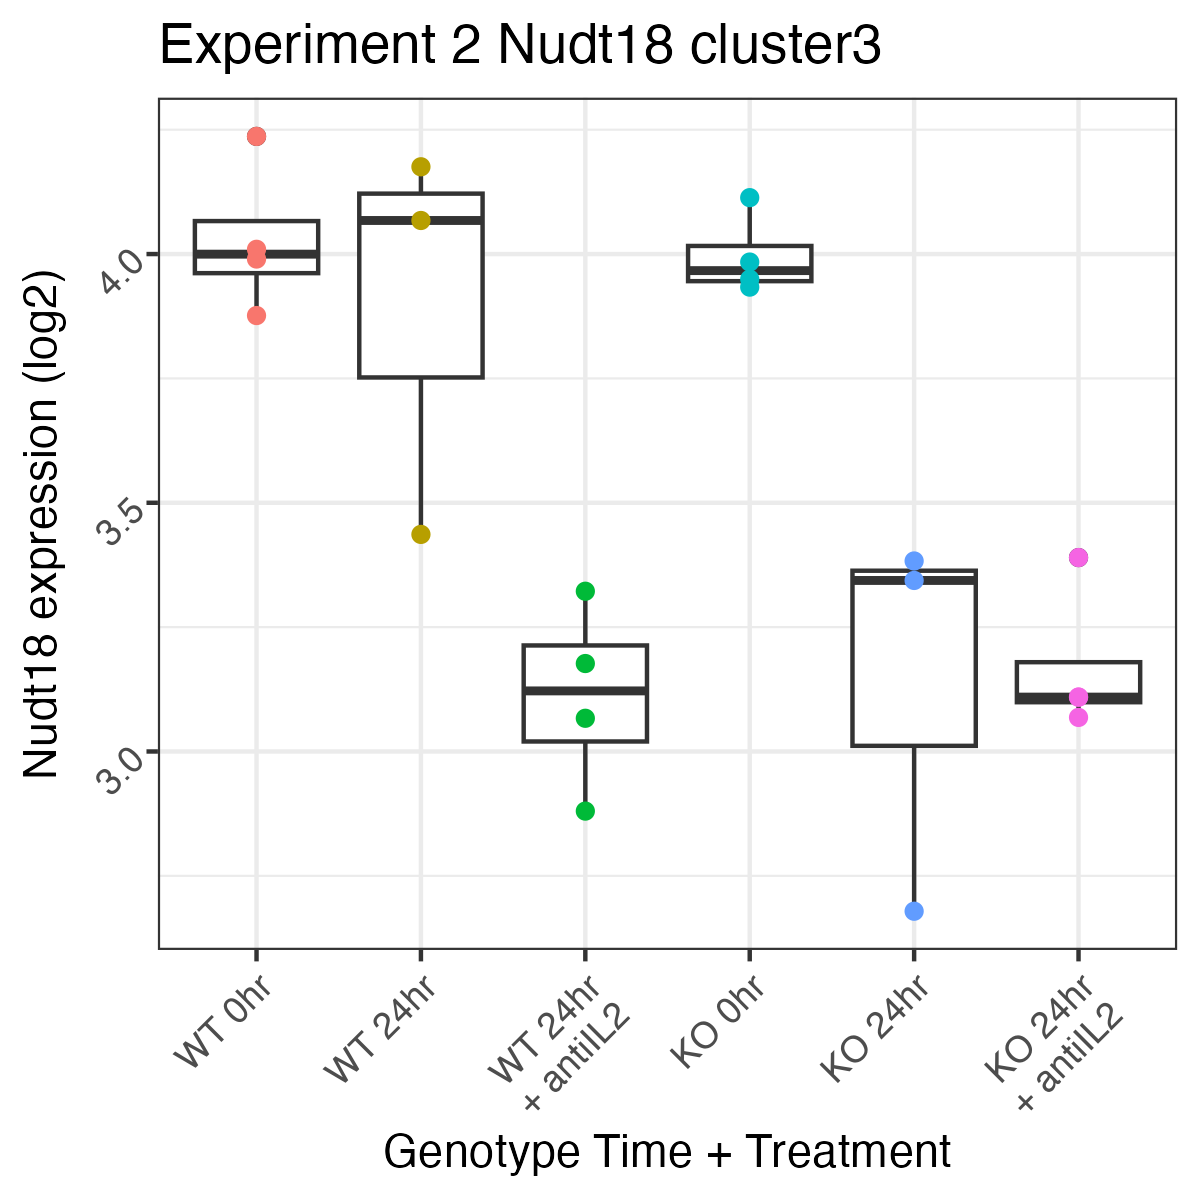 Experiment 2 Nudt18 cluster3
Nudt18 expression (log2)
4.0
3.5
3.0
WT 0hr
WT 24hr
WT 24hr
+ antiIL2
KO 0hr
KO 24hr
KO 24hr
+ antiIL2
Genotype Time + Treatment